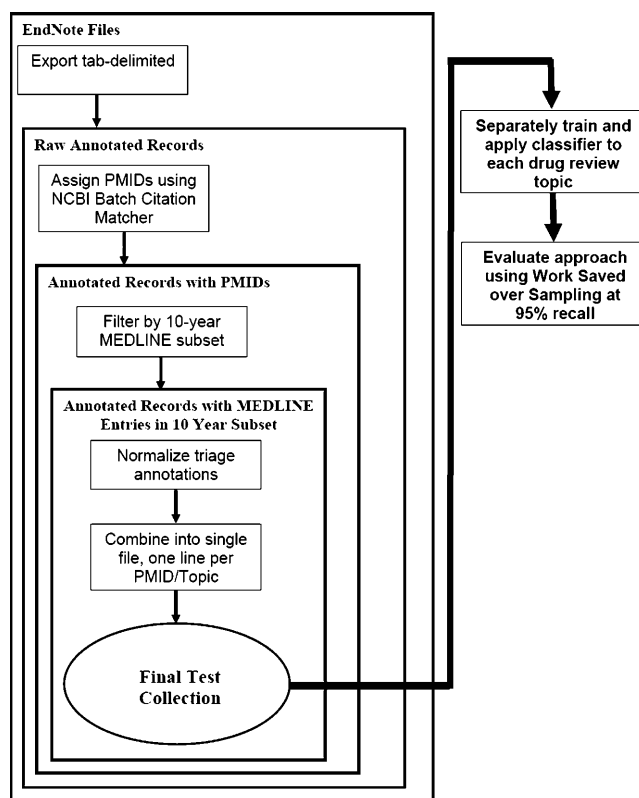 EndNote Files
Export tab-delimited
Raw Annotated Records
Assign PMIDs using
NCBI Batch Citation
Matcher
Annotated Records with PMIDs
Filter by 10-year
MEDLINE subset
Annotated Records with MEDLINE
Entries in 10 Year Subset
Normalize triage
annotations
Combine into single
file, one line per
PMID/Topic
Final Test
Collection
Separately train and
apply classifier to
each drug review
topic
Evaluate approach
using Work Saved
over Sampling at
95% recall